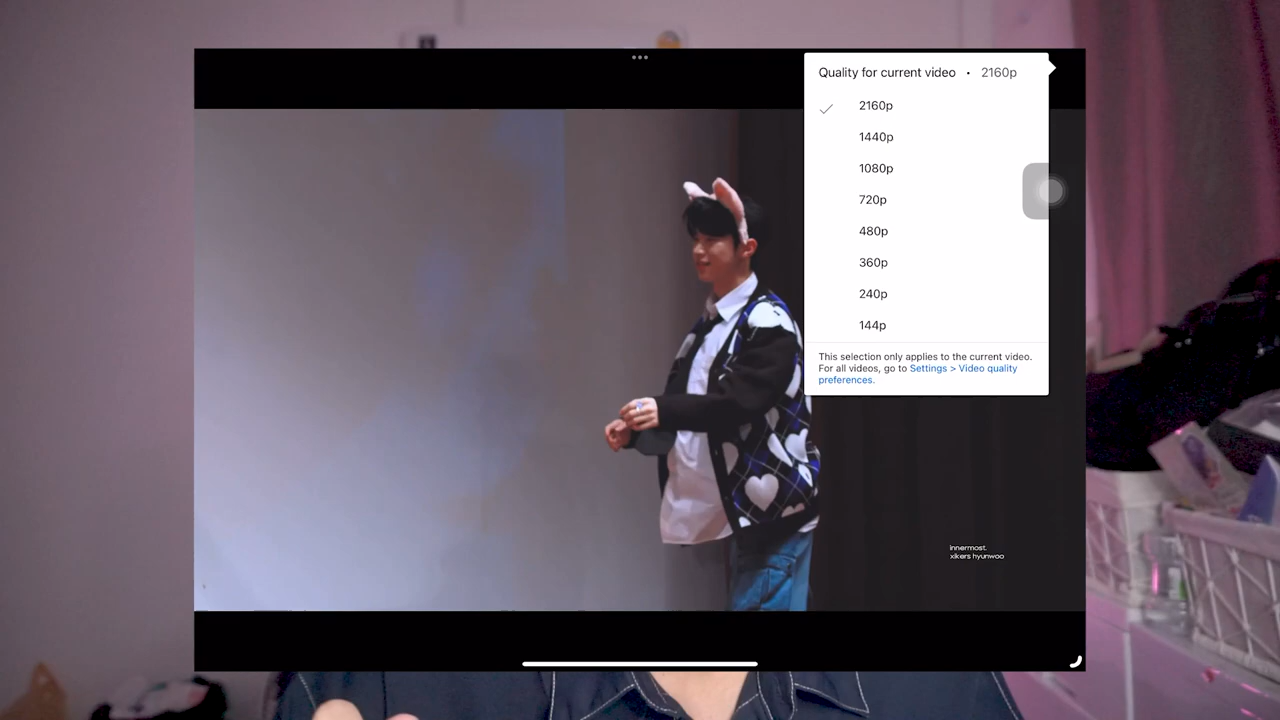 Quality for current video • 2160p
2160p
1440p
1080p
720p
480p
360p
240p
144p
This selection only applies to the current video.
For all videos, go to Settings > Video quality
preferences.
innermost.
xikers hyunwoo